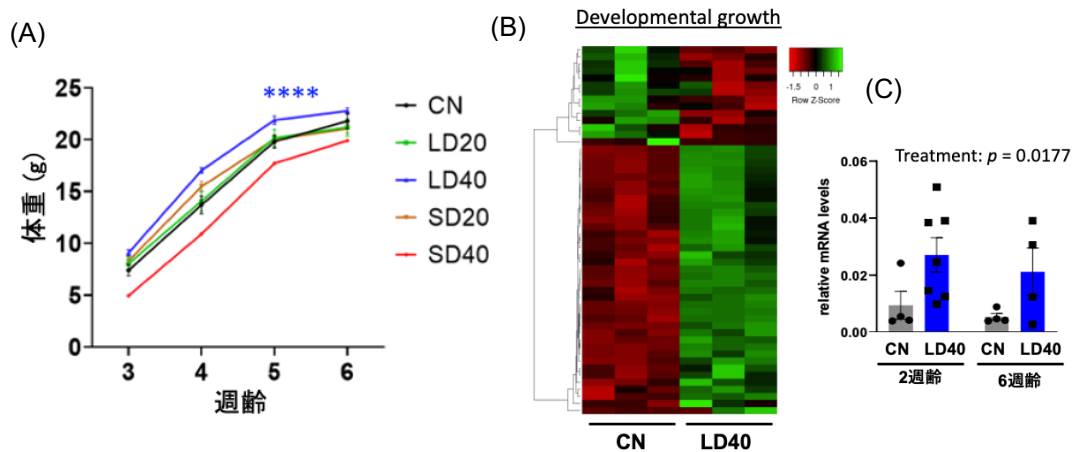 (A)
25
20
15
10
5
0
体重 (g)
3
4
5
6
週齢
****
CN
LD20
LD40
SD20
SD40
(B)
Developmental growth
-1.5
0
1
Row Z-Score
CN
LD40
(C)
Treatment: p = 0.0177
relative mRNA levels
0.06
0.04
0.02
0.00
CN
LD40
CN
LD40
2週齢
6週齢